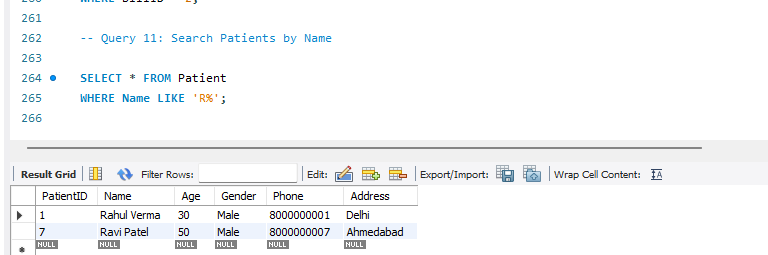 260
261
262 -- Query 11: Search Patients by Name
263
264 SELECT * FROM Patient
265 WHERE Name LIKE 'R%';
266
Result Grid Filter Rows: Edit: Export/Import: Wrap Cell Content:
PatientID Name Age Gender Phone Address
1 Rahul Verma 30 Male 8000000001 Delhi
7 Ravi Patel 50 Male 8000000007 Ahmedabad
NULL NULL NULL NULL NULL NULL